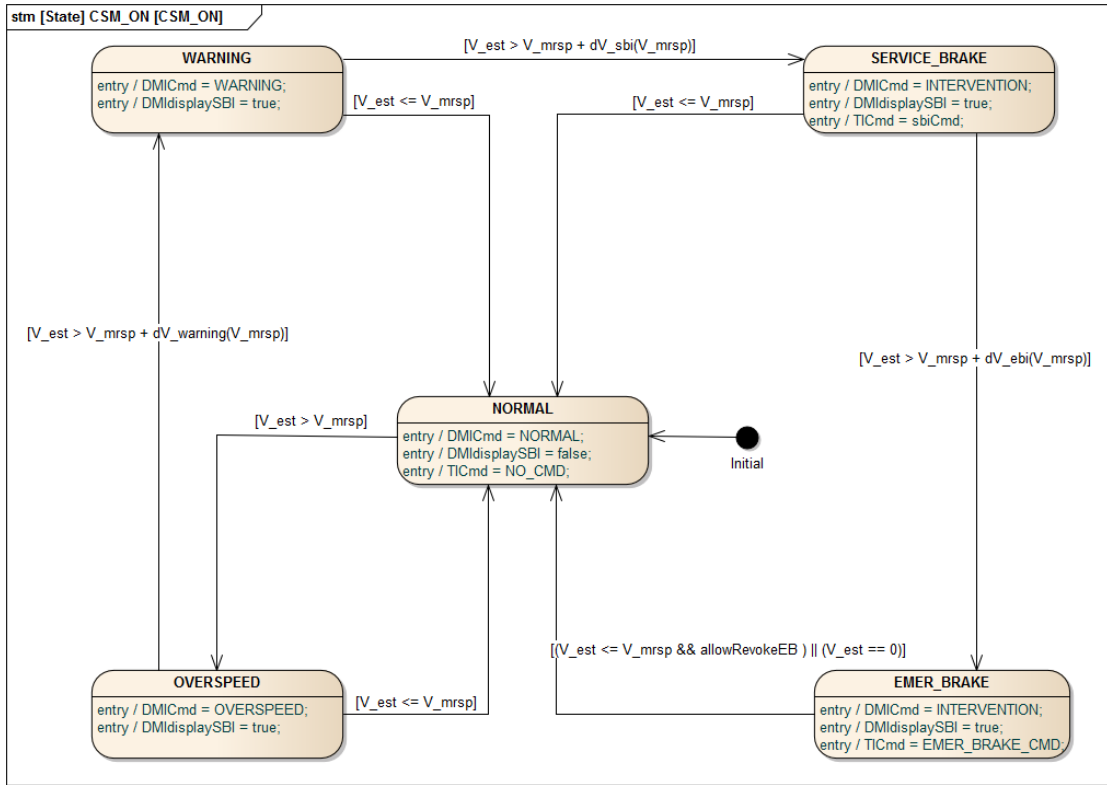 stm [State] CSM_ON [CSM_ON]
WARNING
entry / DMICmd = WARNING;
entry / DMIdisplaySBI = true;
[V_est > V_mrsp + dV_sbi(V_mrsp)]
[V_est <= V_mrsp]
SERVICE_BRAKE
entry / DMICmd = INTERVENTION;
entry / DMIdisplaySBI = true;
entry / TICmd = sbiCmd;
[V_est <= V_mrsp]
[V_est > V_mrsp + dV_warning(V_mrsp)]
[V_est > V_mrsp + dV_ebi(V_mrsp)]
[V_est > V_mrsp]
NORMAL
entry / DMICmd = NORMAL;
entry / DMIdisplaySBI = false;
entry / TICmd = NO_CMD;
Initial
[(V_est <= V_mrsp && allowRevokeEB ) || (V_est == 0)]
OVERSPEED
entry / DMICmd = OVERSPEED;
entry / DMIdisplaySBI = true;
[V_est <= V_mrsp]
EMER_BRAKE
entry / DMICmd = INTERVENTION;
entry / DMIdisplaySBI = true;
entry / TICmd = EMER_BRAKE_CMD;